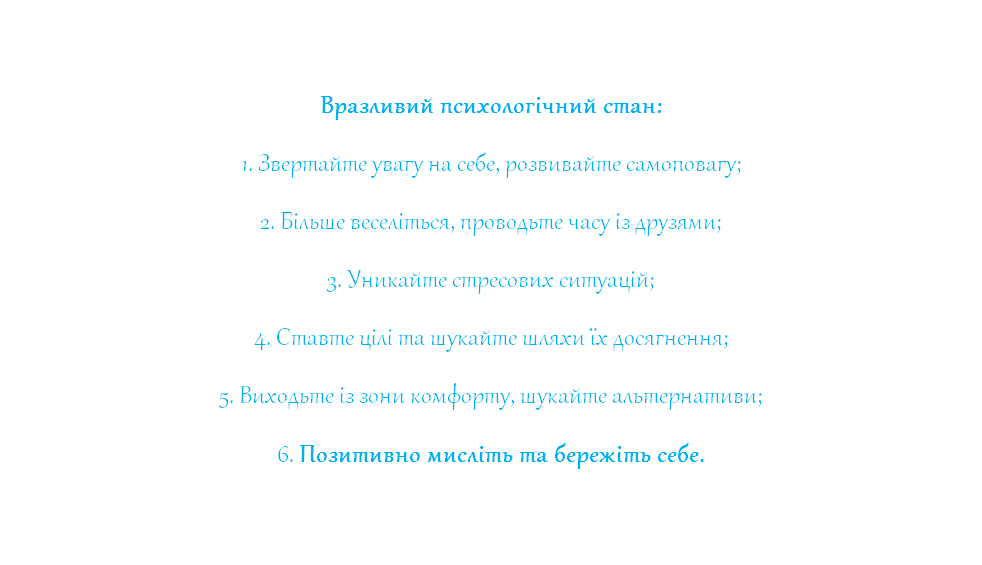 Вразливий психологічний стан:
1. Звертайте увагу на себе, розвивайте самоповагу;
2. Більше веселіться, проводьте часу із друзями;
3. Уникайте стресових ситуацій;
4. Ставте цілі та шукайте шляхи їх досягнення;
5. Виходьте із зони комфорту, шукайте альтернативи;
6. Позитивно мисліть та бережіть себе.